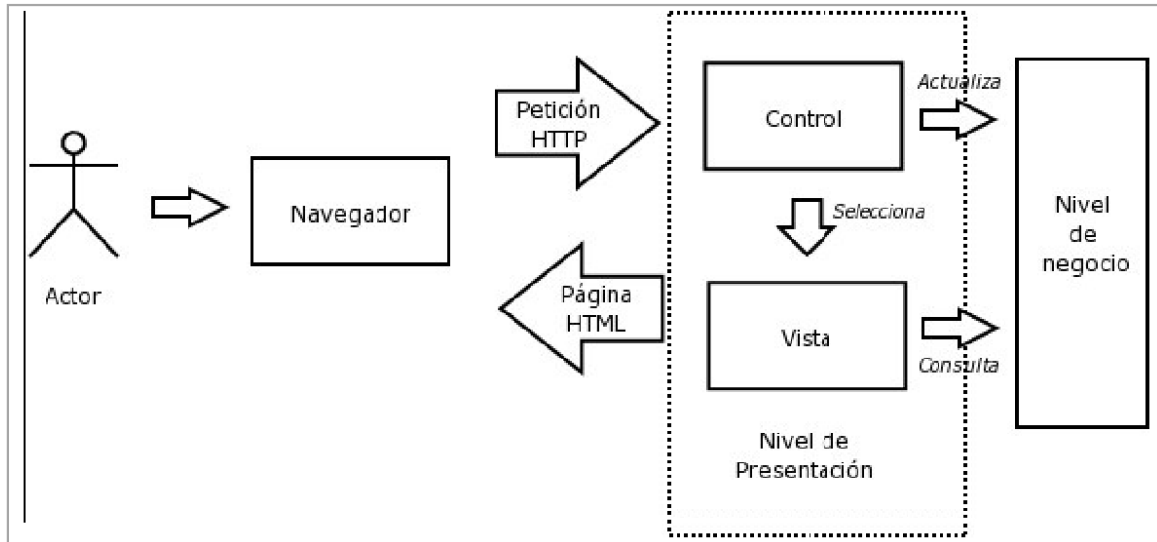 Actor
Navegador
Petición
HTTP
Página
HTML
Control
Selecciona
Vista
Nivel de
Presentación
Actualiza
Consulta
Nivel
de
negocio